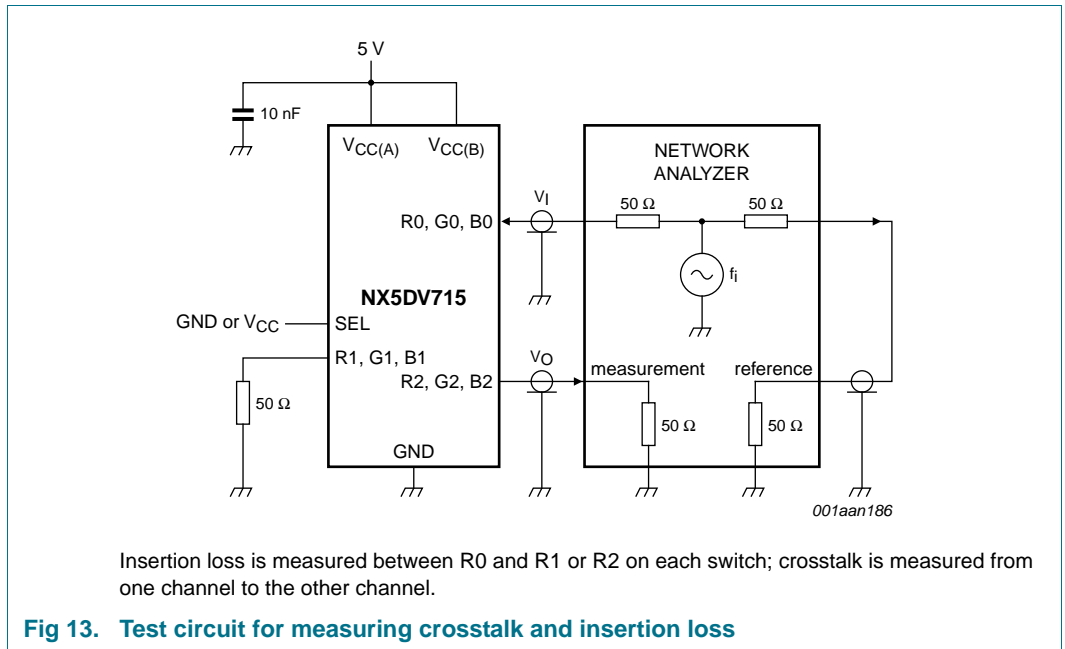 5 V
10 nF
VCC(A) VCC(B)
NETWORK
ANALYZER
VI
50 Ω 50 Ω
R0, G0, B0
fi
NX5DV715
GND or VCC
SEL
R1, G1, B1
VO
measurement reference
R2, G2, B2
50 Ω
50 Ω
50 Ω
GND
001aan186
Insertion loss is measured between R0 and R1 or R2 on each switch; crosstalk is measured from
one channel to the other channel.
Fig 13. Test circuit for measuring crosstalk and insertion loss